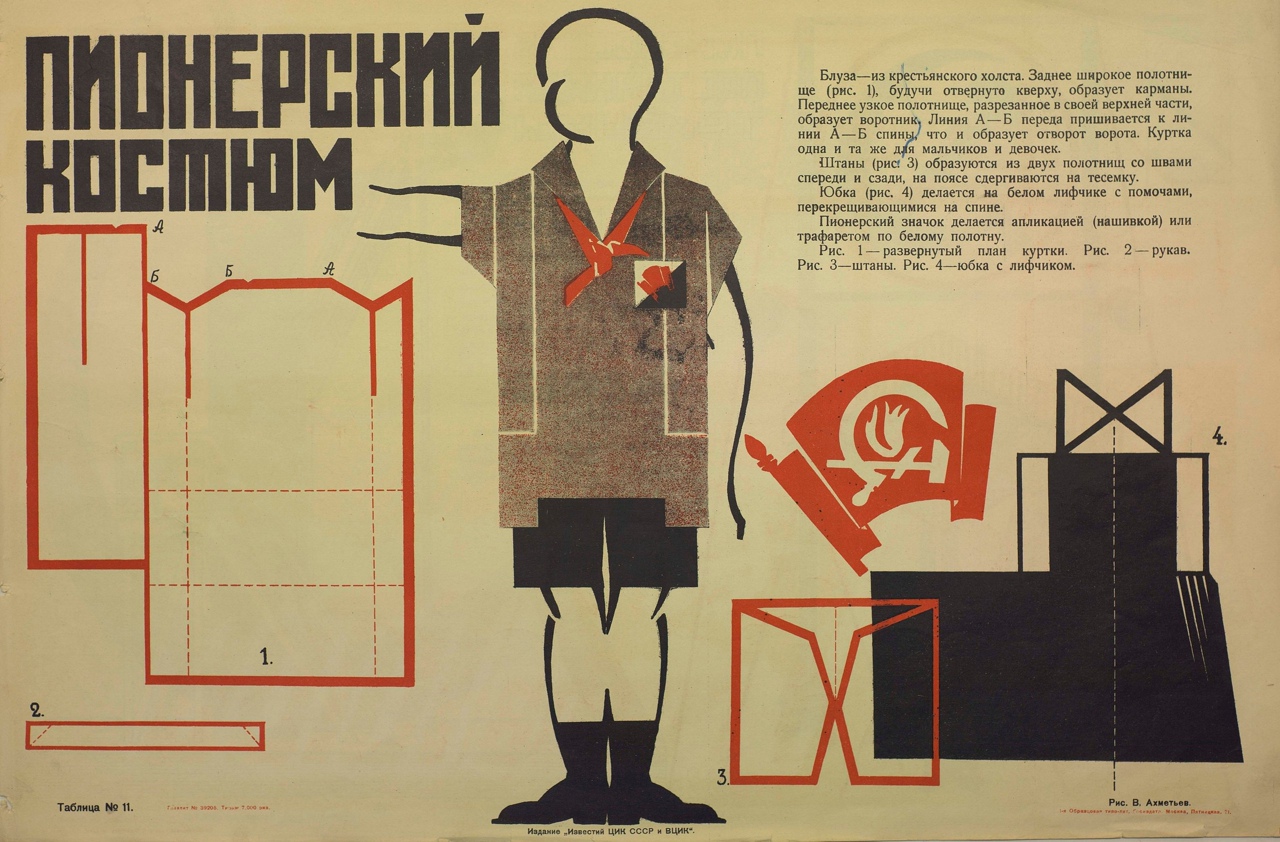 ПИОНЕРСКИЙ
КОСТЮМ
Блуза—из крестьянского холста. Заднее широкое полотни-
ще (рис. 1), будучи отвернуто кверху, образует карманы.
Переднее узкое полотнище, разрезанное в своей верхней части,
образует воротник. Линия А—Б переда пришивается к ли-
нии А—Б спины, что и образует отворот ворота. Куртка
одна и та же для мальчиков и девочек.
Штаны (рис 3) образуются из двух полотнищ со швами
спереди и сзади, на поясе сдергиваются на тесемку.
Юбка (рис. 4) делается на белом лифчике с помочами,
перекрещивающимися на спине.
Пионерский значок делается апликацией (нашивкой) или
трафаретом по белому полотну.
Рис. 1—развернутый план куртки. Рис. 2—рукав.
Рис. 3—штаны. Рис. 4—юбка с лифчиком.
А
Б
Б
А
1.
2.
3.
4.
Таблица № 11.
Тираж 7.000 экз.
Издание „Известий ЦИК СССР и ВЦИК".
Рис. В. Ахметьев.